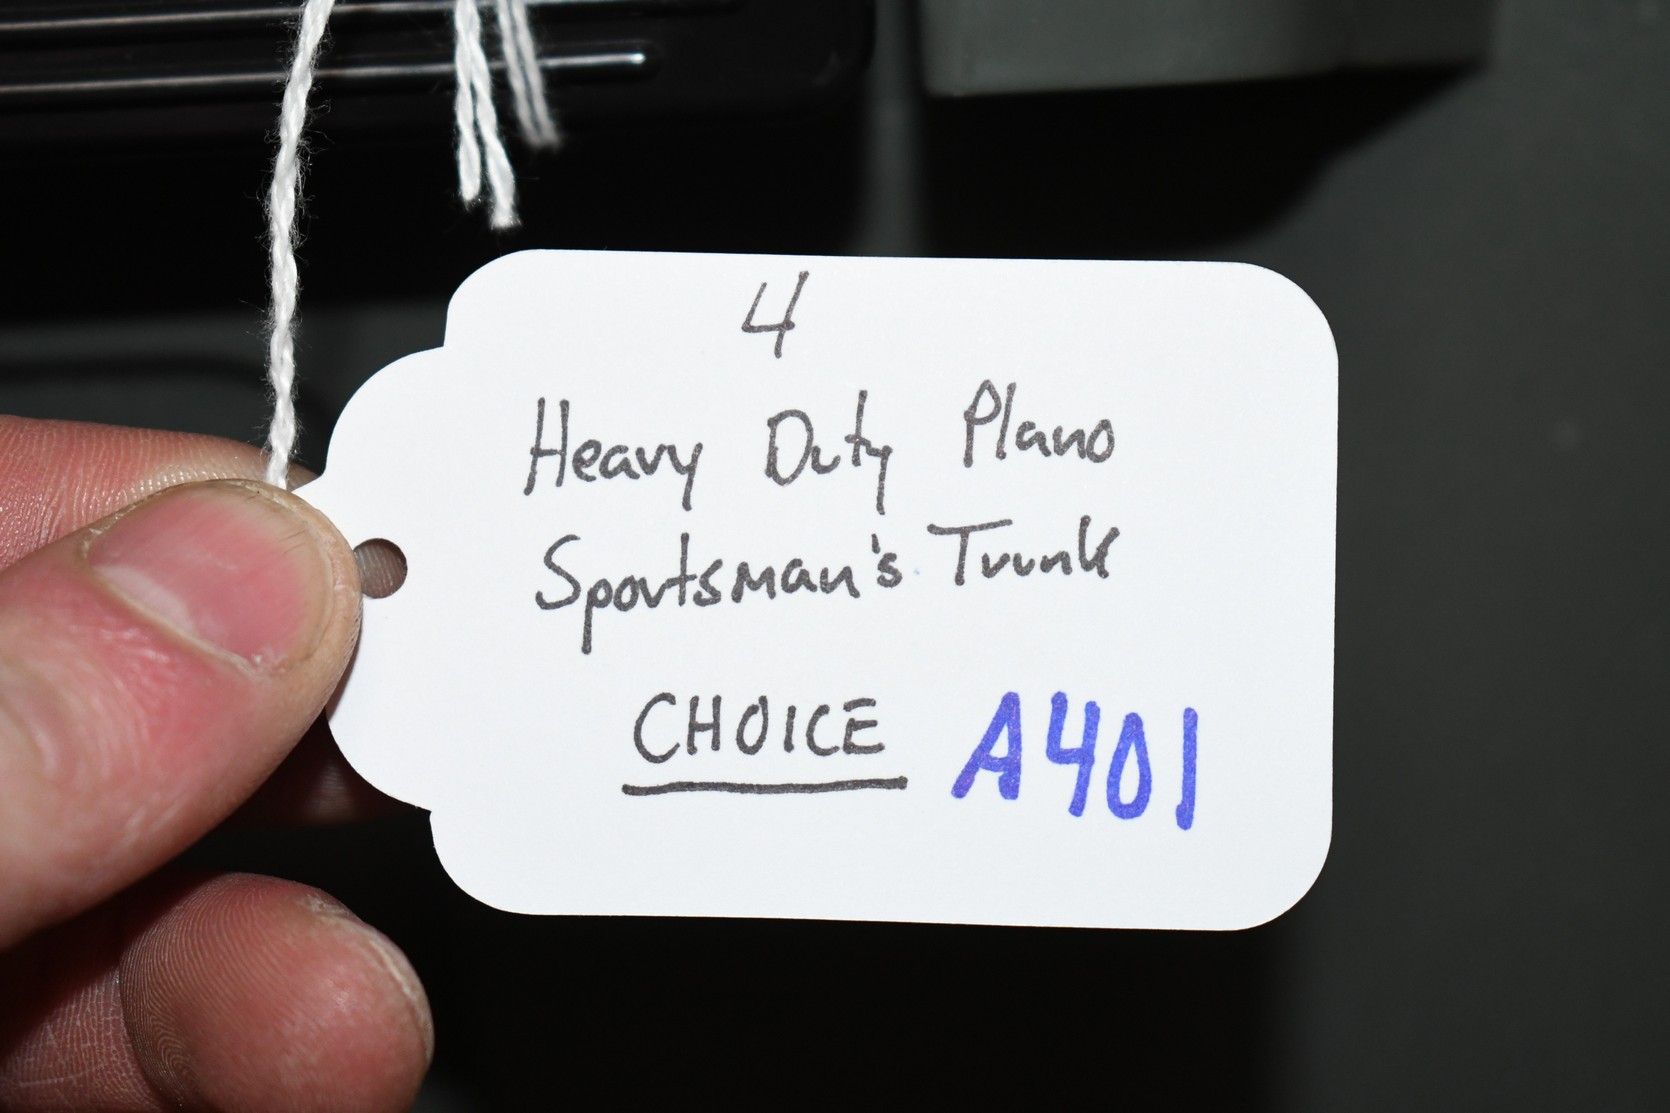 4
Heavy Duty Plano
Sportsman's Trunk
CHOICE A401